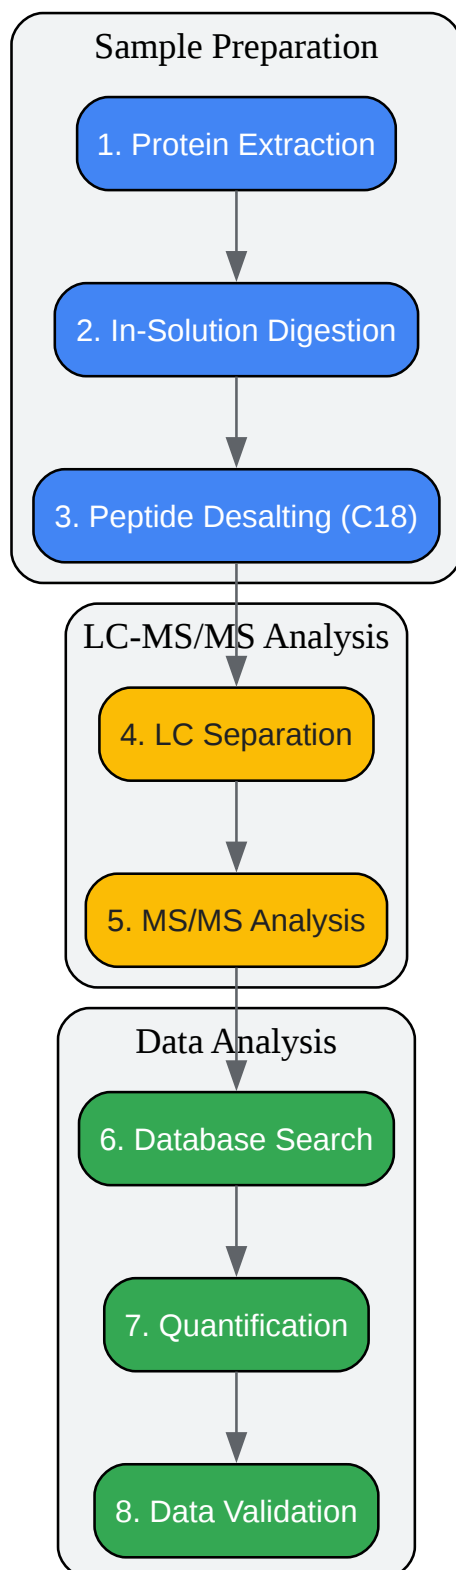 Sample Preparation
1. Protein Extraction
2. In-Solution Digestion
3. Peptide Desalting (C18)
LC-MS/MS Analysis
4. LC Separation
5. MS/MS Analysis
Data Analysis
6. Database Search
7. Quantification
8. Data Validation